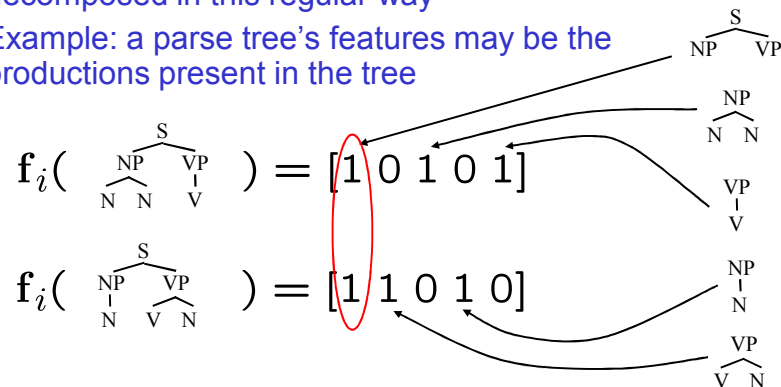 decomposed in this regular way
Example: a parse tree's features may be the
productions present in the tree
S
NP VP
NP
N N
S
NP VP
N N V
f_i( ) = [1 0 1 0 1]
VP
V
S
NP VP
N V N
f_i( ) = [1 1 0 1 0]
NP
N
VP
V N